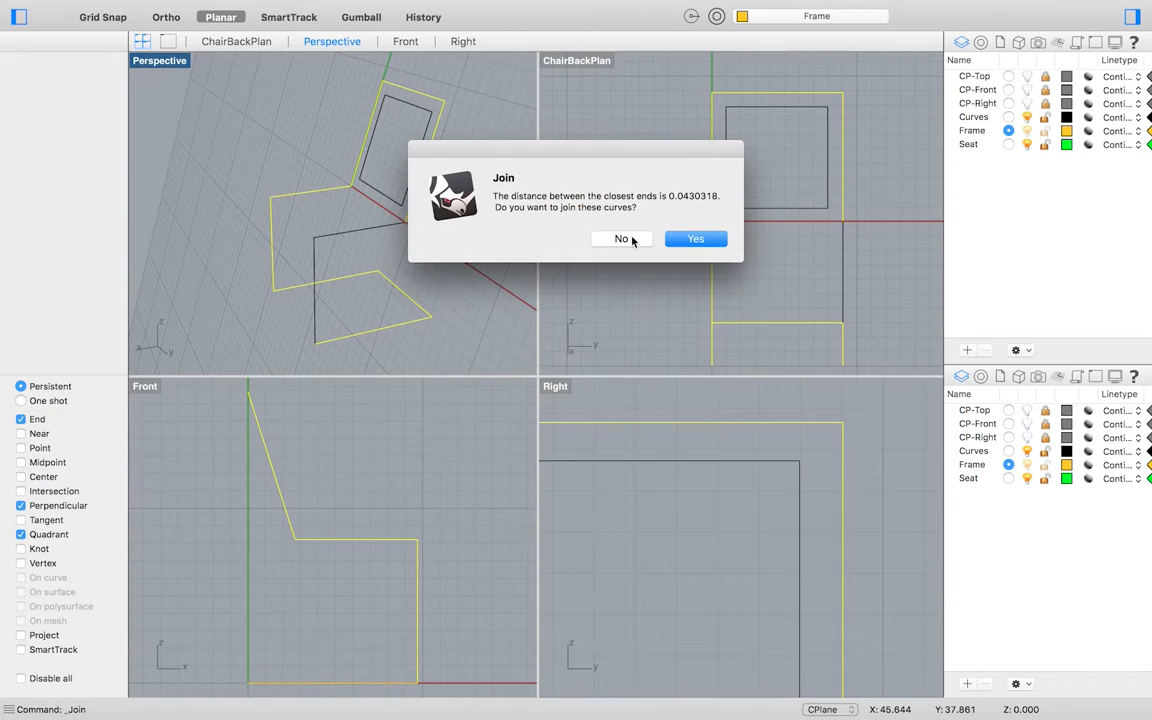 Grid Snap Ortho Planar SmartTrack Gumball History Frame
ChairBackPlan Perspective Front Right
Perspective
ChairBackPlan
Front
Right
Join
The distance between the closest ends is 0.0430318.
Do you want to join these curves?
No Yes
z
x
y
z
x
y
z
x
z
y
Persistent
One shot
End
Near
Point
Midpoint
Center
Intersection
Perpendicular
Tangent
Quadrant
Knot
Vertex
On curve
On surface
On polysurface
On mesh
Project
SmartTrack
Disable all
Name Linetype
CP-Top Conti...
CP-Front Conti...
CP-Right Conti...
Curves Conti...
Frame Conti...
Seat Conti...
Name Linetype
CP-Top Conti...
CP-Front Conti...
CP-Right Conti...
Curves Conti...
Frame Conti...
Seat Conti...
Command: _Join
CPlane X: 45.644 Y: 37.861 Z: 0.000